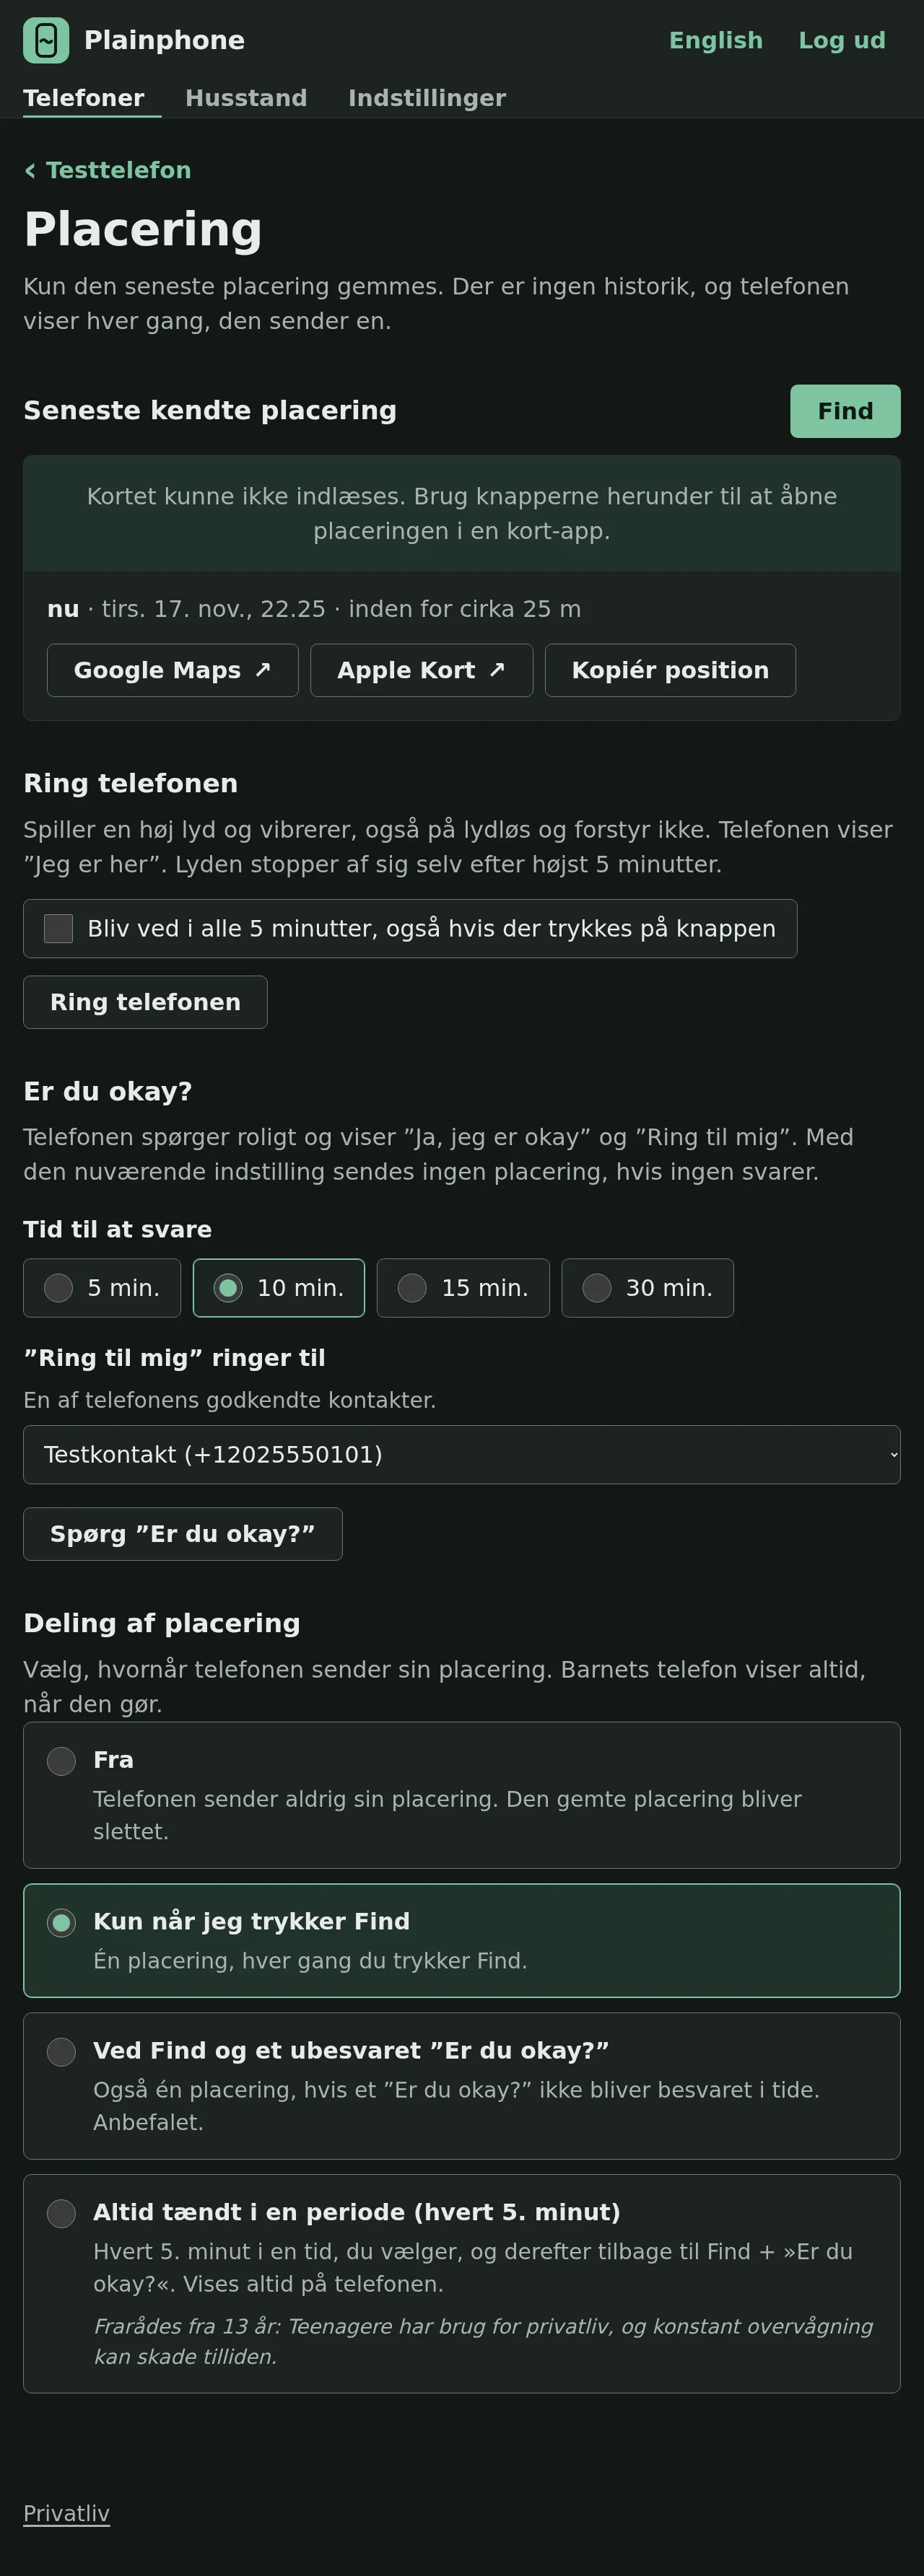 Plainphone
English
Log ud
Telefoner
Husstand
Indstillinger
‹ Testtelefon
Placering
Kun den seneste placering gemmes. Der er ingen historik, og telefonen
viser hver gang, den sender en.
Seneste kendte placering
Find
Kortet kunne ikke indlæses. Brug knapperne herunder til at åbne
placeringen i en kort-app.
nu · tirs. 17. nov., 22.25 · inden for cirka 25 m
Google Maps ↗
Apple Kort ↗
Kopiér position
Ring telefonen
Spiller en høj lyd og vibrerer, også på lydløs og forstyr ikke. Telefonen viser
”Jeg er her”. Lyden stopper af sig selv efter højst 5 minutter.
Bliv ved i alle 5 minutter, også hvis der trykkes på knappen
Ring telefonen
Er du okay?
Telefonen spørger roligt og viser ”Ja, jeg er okay” og ”Ring til mig”. Med
den nuværende indstilling sendes ingen placering, hvis ingen svarer.
Tid til at svare
5 min.
10 min.
15 min.
30 min.
”Ring til mig” ringer til
En af telefonens godkendte kontakter.
Testkontakt (+12025550101)
Spørg ”Er du okay?”
Deling af placering
Vælg, hvornår telefonen sender sin placering. Barnets telefon viser altid,
når den gør.
Fra
Telefonen sender aldrig sin placering. Den gemte placering bliver
slettet.
Kun når jeg trykker Find
Én placering, hver gang du trykker Find.
Ved Find og et ubesvaret ”Er du okay?”
Også én placering, hvis et ”Er du okay?” ikke bliver besvaret i tide.
Anbefalet.
Altid tændt i en periode (hvert 5. minut)
Hvert 5. minut i en tid, du vælger, og derefter tilbage til Find + »Er du
okay?«. Vises altid på telefonen.
Frarådes fra 13 år: Teenagere har brug for privatliv, og konstant overvågning
kan skade tilliden.
Privatliv